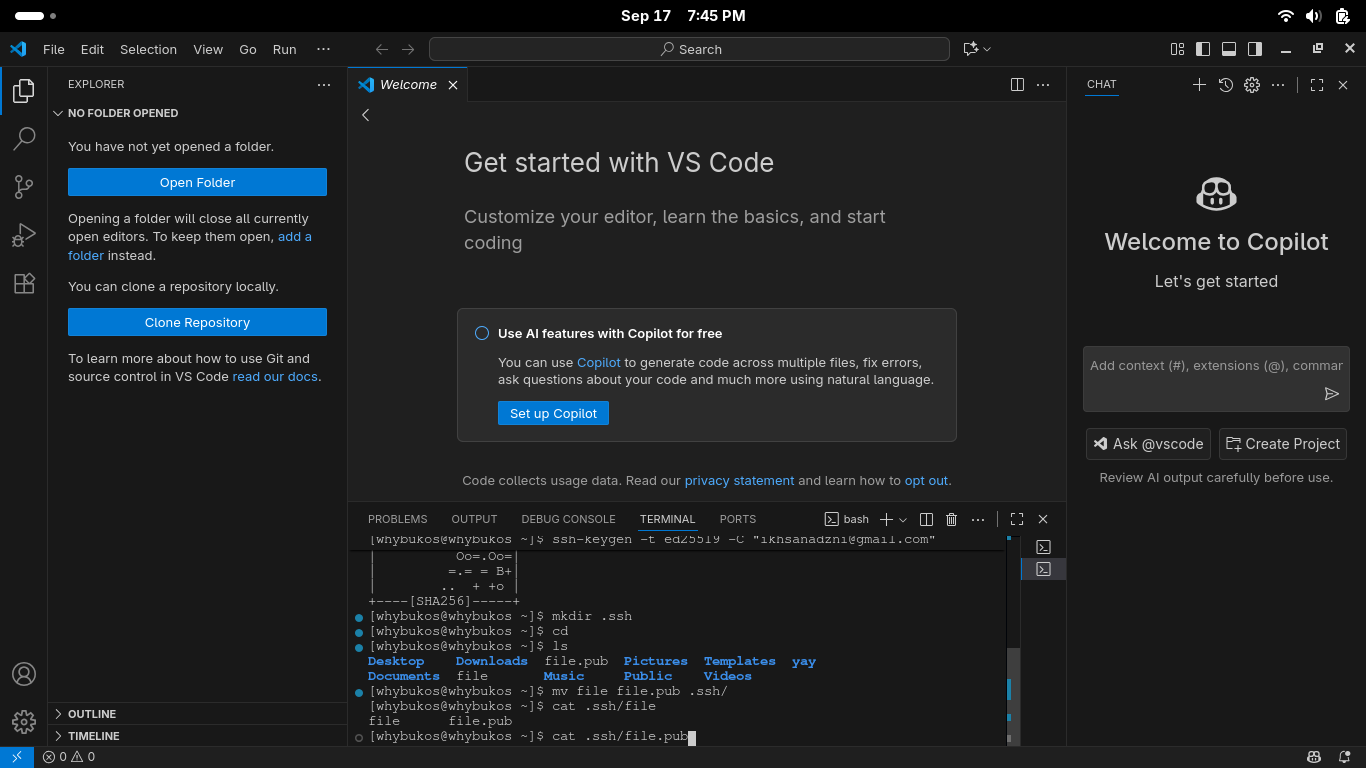 Sep 17 7:45 PM
File Edit Selection View Go Run ··· Search
EXPLORER ···
NO FOLDER OPENED
You have not yet opened a folder.
Open Folder
Opening a folder will close all currently
open editors. To keep them open, add a
folder instead.
You can clone a repository locally.
Clone Repository
To learn more about how to use Git and
source control in VS Code read our docs.
OUTLINE
TIMELINE
Welcome
Get started with VS Code
Customize your editor, learn the basics, and start
coding
Use AI features with Copilot for free
You can use Copilot to generate code across multiple files, fix errors,
ask questions about your code and much more using natural language.
Set up Copilot
Code collects usage data. Read our privacy statement and learn how to opt out.
PROBLEMS OUTPUT DEBUG CONSOLE TERMINAL PORTS bash
[whybukos@whybukos ~]$ ssh-keygen -t ed25519 -C "ikhsanadzni@gmail.com"
|          Oo=.Oo=|
|         =.= = B+|
|        ..  + +o |
+----[SHA256]-----+
[whybukos@whybukos ~]$ mkdir .ssh
[whybukos@whybukos ~]$ cd
[whybukos@whybukos ~]$ ls
Desktop Downloads file.pub Pictures Templates yay
Documents file Music Public Videos
[whybukos@whybukos ~]$ mv file file.pub .ssh/
[whybukos@whybukos ~]$ cat .ssh/file
file file.pub
[whybukos@whybukos ~]$ cat .ssh/file.pub
CHAT
Welcome to Copilot
Let's get started
Add context (#), extensions (@), commar
Ask @vscode Create Project
Review AI output carefully before use.
0 0